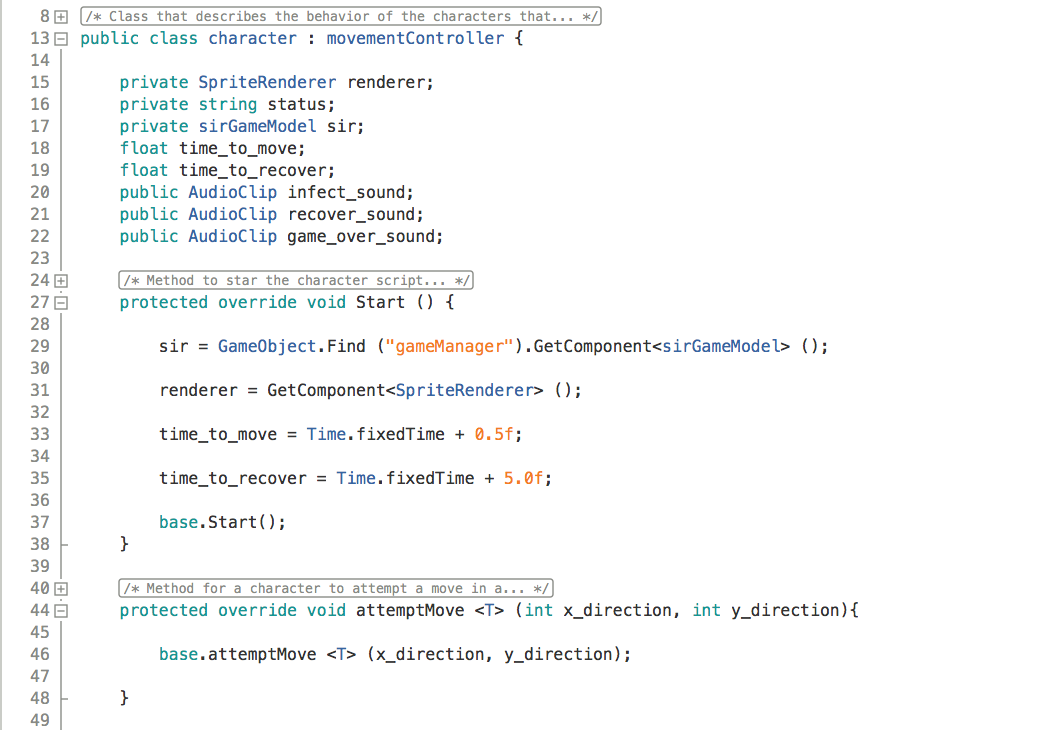 8 /* Class that describes the behavior of the characters that... */
13 public class character : movementController {
14
15 private SpriteRenderer renderer;
16 private string status;
17 private sirGameModel sir;
18 float time_to_move;
19 float time_to_recover;
20 public AudioClip infect_sound;
21 public AudioClip recover_sound;
22 public AudioClip game_over_sound;
23
24 /* Method to star the character script... */
27 protected override void Start () {
28
29 sir = GameObject.Find ("gameManager").GetComponent<sirGameModel> ();
30
31 renderer = GetComponent<SpriteRenderer> ();
32
33 time_to_move = Time.fixedTime + 0.5f;
34
35 time_to_recover = Time.fixedTime + 5.0f;
36
37 base.Start();
38 }
39
40 /* Method for a character to attempt a move in a... */
44 protected override void attemptMove <T> (int x_direction, int y_direction){
45
46 base.attemptMove <T> (x_direction, y_direction);
47
48 }
49